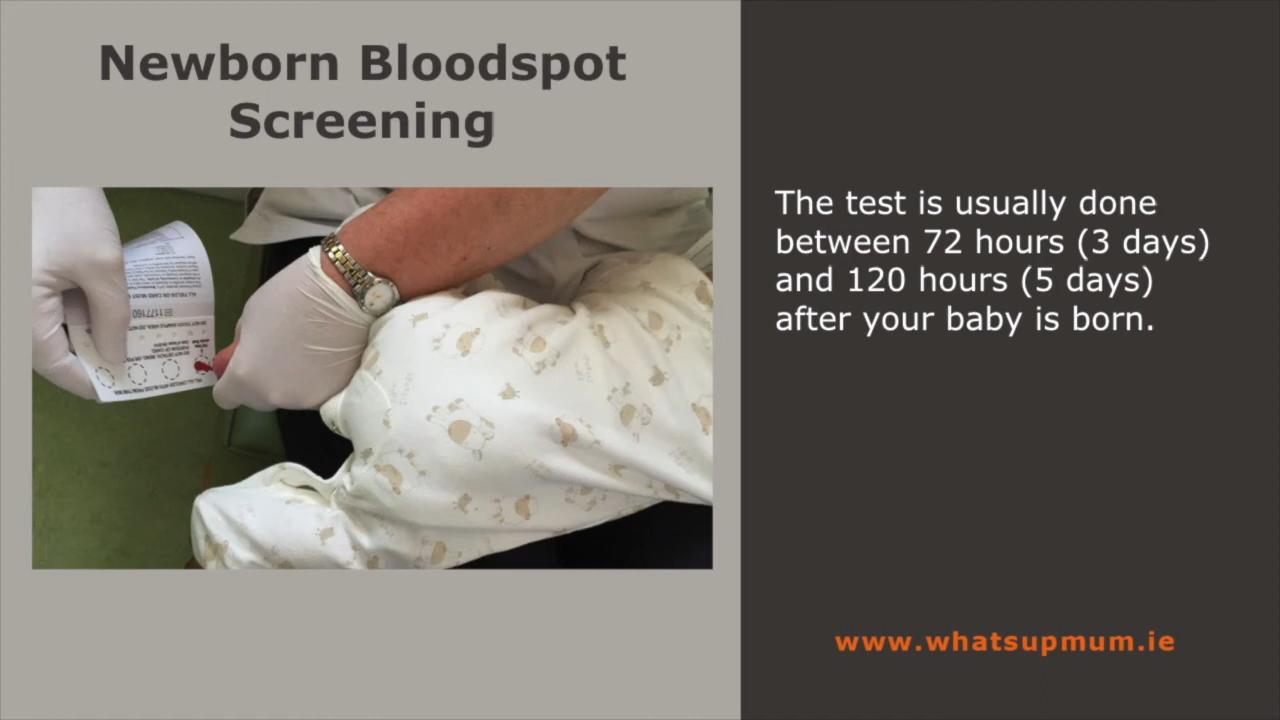 Newborn Bloodspot
Screening
The test is usually done
between 72 hours (3 days)
and 120 hours (5 days)
after your baby is born.
1177160
www.whatsupmum.ie